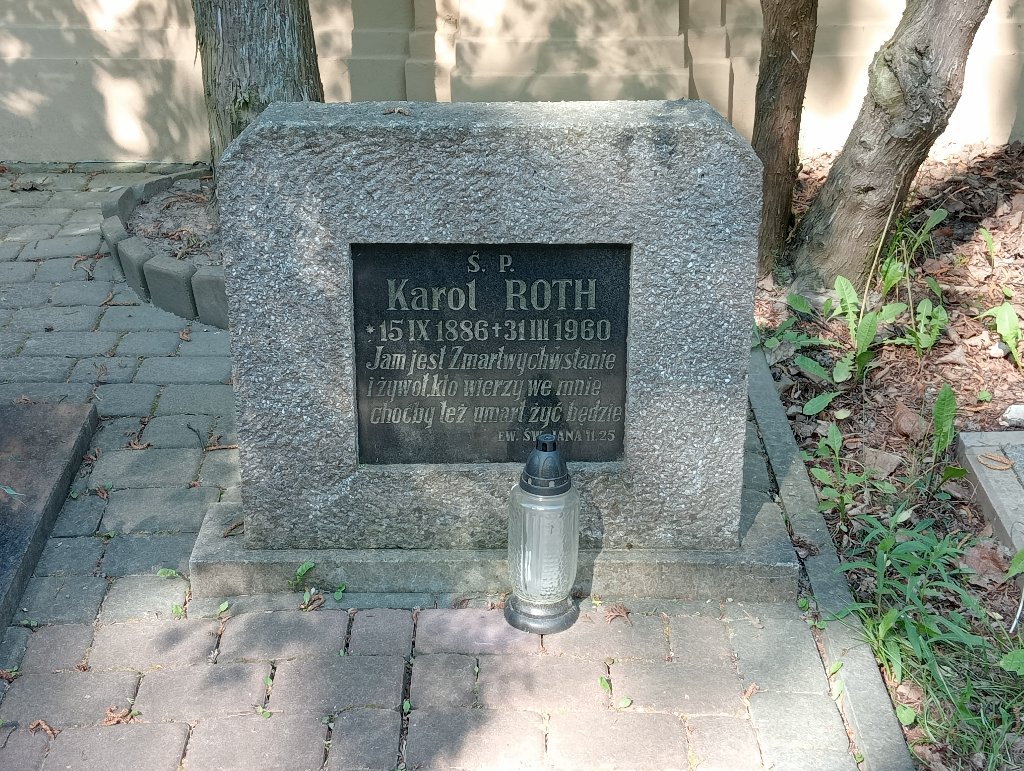 Ś. P.
Karol ROTH
* 15 IX 1886 + 31 III 1960
Jam jest Zmartwychwstanie
i żywot kto wierzy we mnie
choćby też umarł żyć będzie
EW. ŚW. JANA 11/25